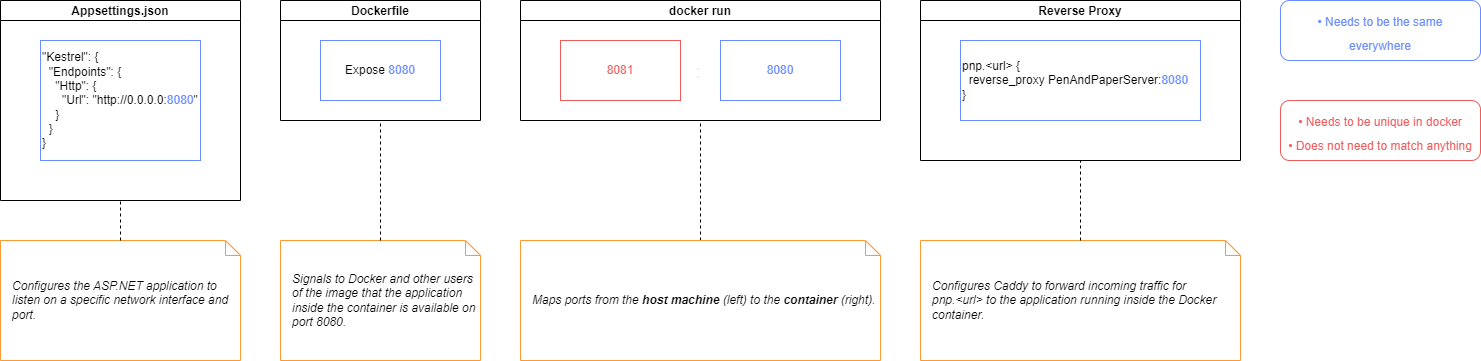 Appsettings.json
"Kestrel": {
"Endpoints": {
"Http": {
"Url": "http://0.0.0.0:8080"
}
}
}
Configures the ASP.NET application to
listen on a specific network interface and
port.
Dockerfile
Expose 8080
Signals to Docker and other users
of the image that the application
inside the container is available on
port 8080.
docker run
8081 : 8080
Maps ports from the host machine (left) to the container (right).
Reverse Proxy
pnp.<url> {
reverse_proxy PenAndPaperServer:8080
}
Configures Caddy to forward incoming traffic for
pnp.<url> to the application running inside the Docker
container.
• Needs to be the same
everywhere
• Needs to be unique in docker
• Does not need to match anything